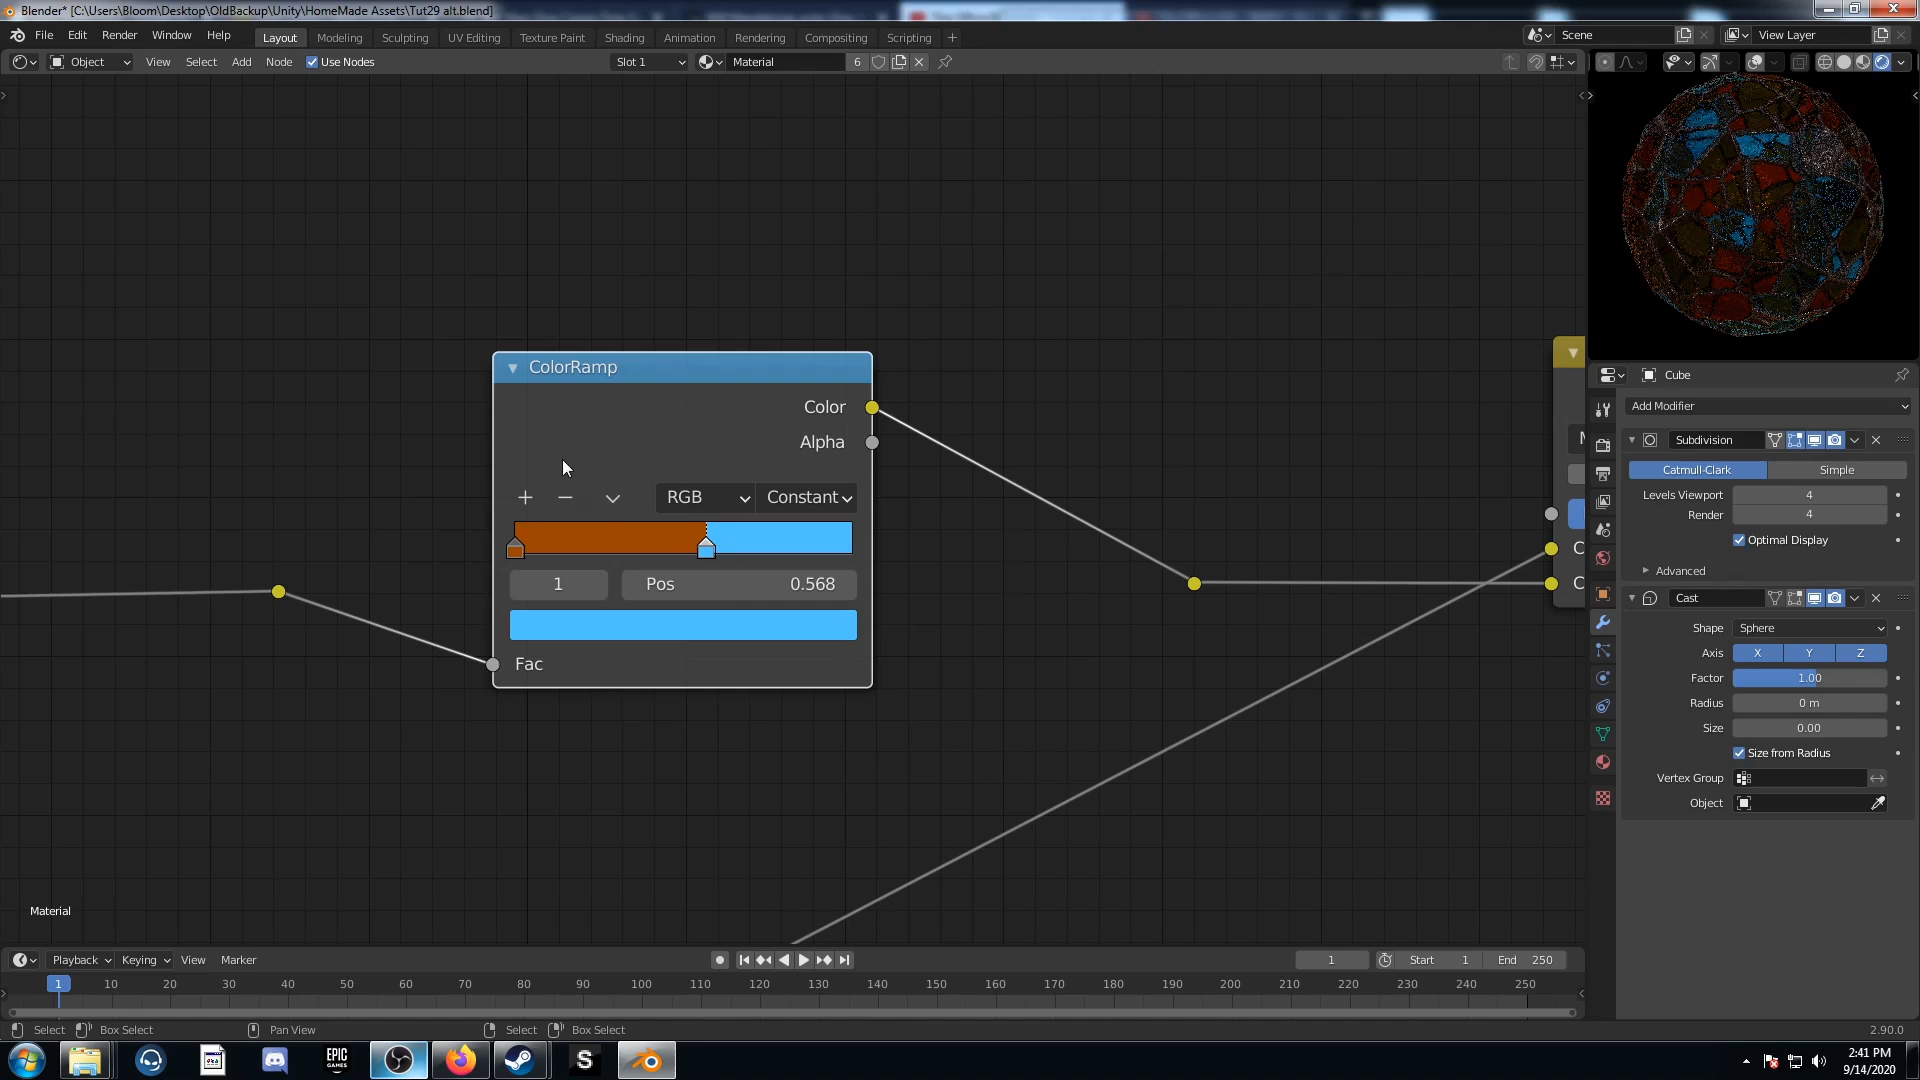 Blender* [C:\Users\Bloom\Desktop\OldBackup\Unity\HomeMade Assets\Tut29 alt.blend]
File Edit Render Window Help Layout Modeling Sculpting UV Editing Texture Paint Shading Animation Rendering Compositing Scripting Scene View Layer
Object View Select Add Node Use Nodes Slot 1 Material 6
ColorRamp
Color
Alpha
RGB Constant
1 Pos 0.568
Fac
Material
Cube
Add Modifier
Subdivision
Catmull-Clark Simple
Levels Viewport 4
Render 4
Optimal Display
Advanced
Cast
Shape Sphere
Axis X Y Z
Factor 1.00
Radius 0 m
Size 0.00
Size from Radius
Vertex Group
Object
Playback Keying View Marker 1 Start 1 End 250
1 10 20 30 40 50 60 70 80 90 100 110 120 130 140 150 160 170 180 190 200 210 220 230 240 250
Select Box Select Pan View Select Box Select 2.90.0
EPIC GAMES
S
2:41 PM
9/14/2020